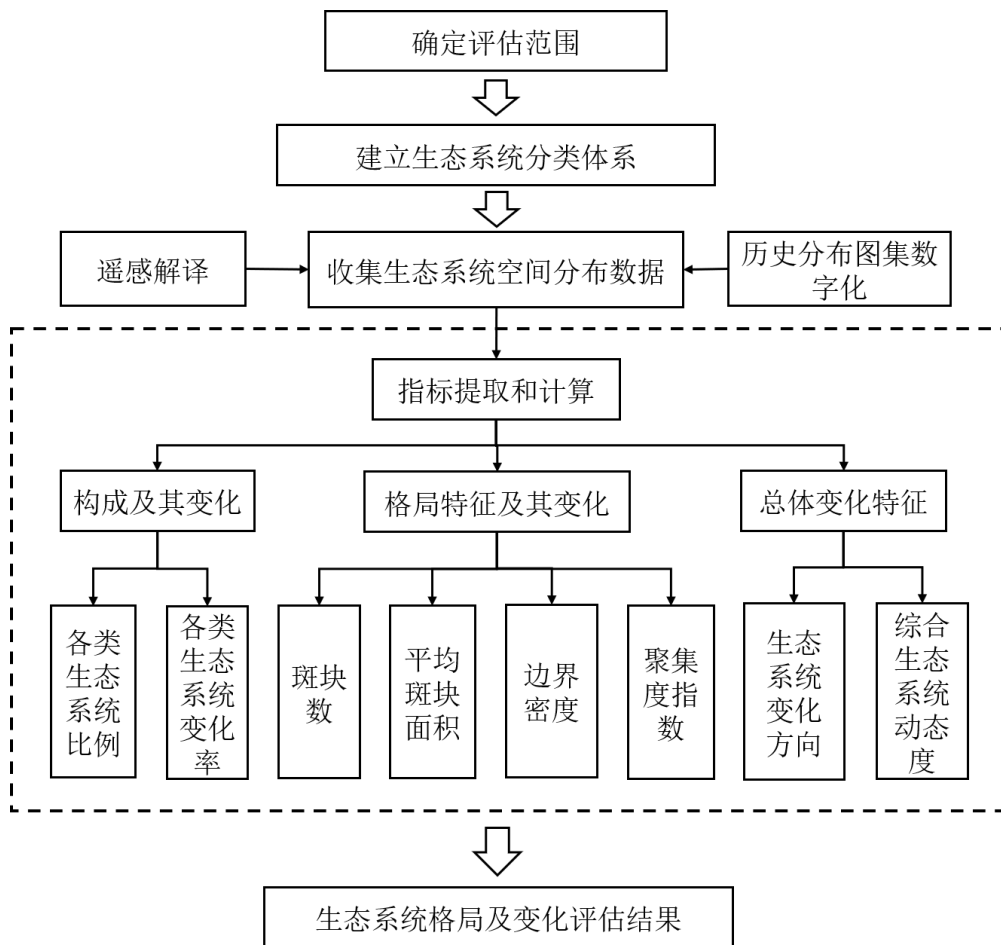 确定评估范围
建立生态系统分类体系
遥感解译
收集生态系统空间分布数据
历史分布图集数
字化
指标提取和计算
构成及其变化
格局特征及其变化
总体变化特征
各类
生态
系统
比例
各类
生态
系统
变化
率
斑块
数
平均
斑块
面积
边界
密度
聚集
度指
数
生态
系统
变化
方向
综合
生态
系统
动态
度
生态系统格局及变化评估结果